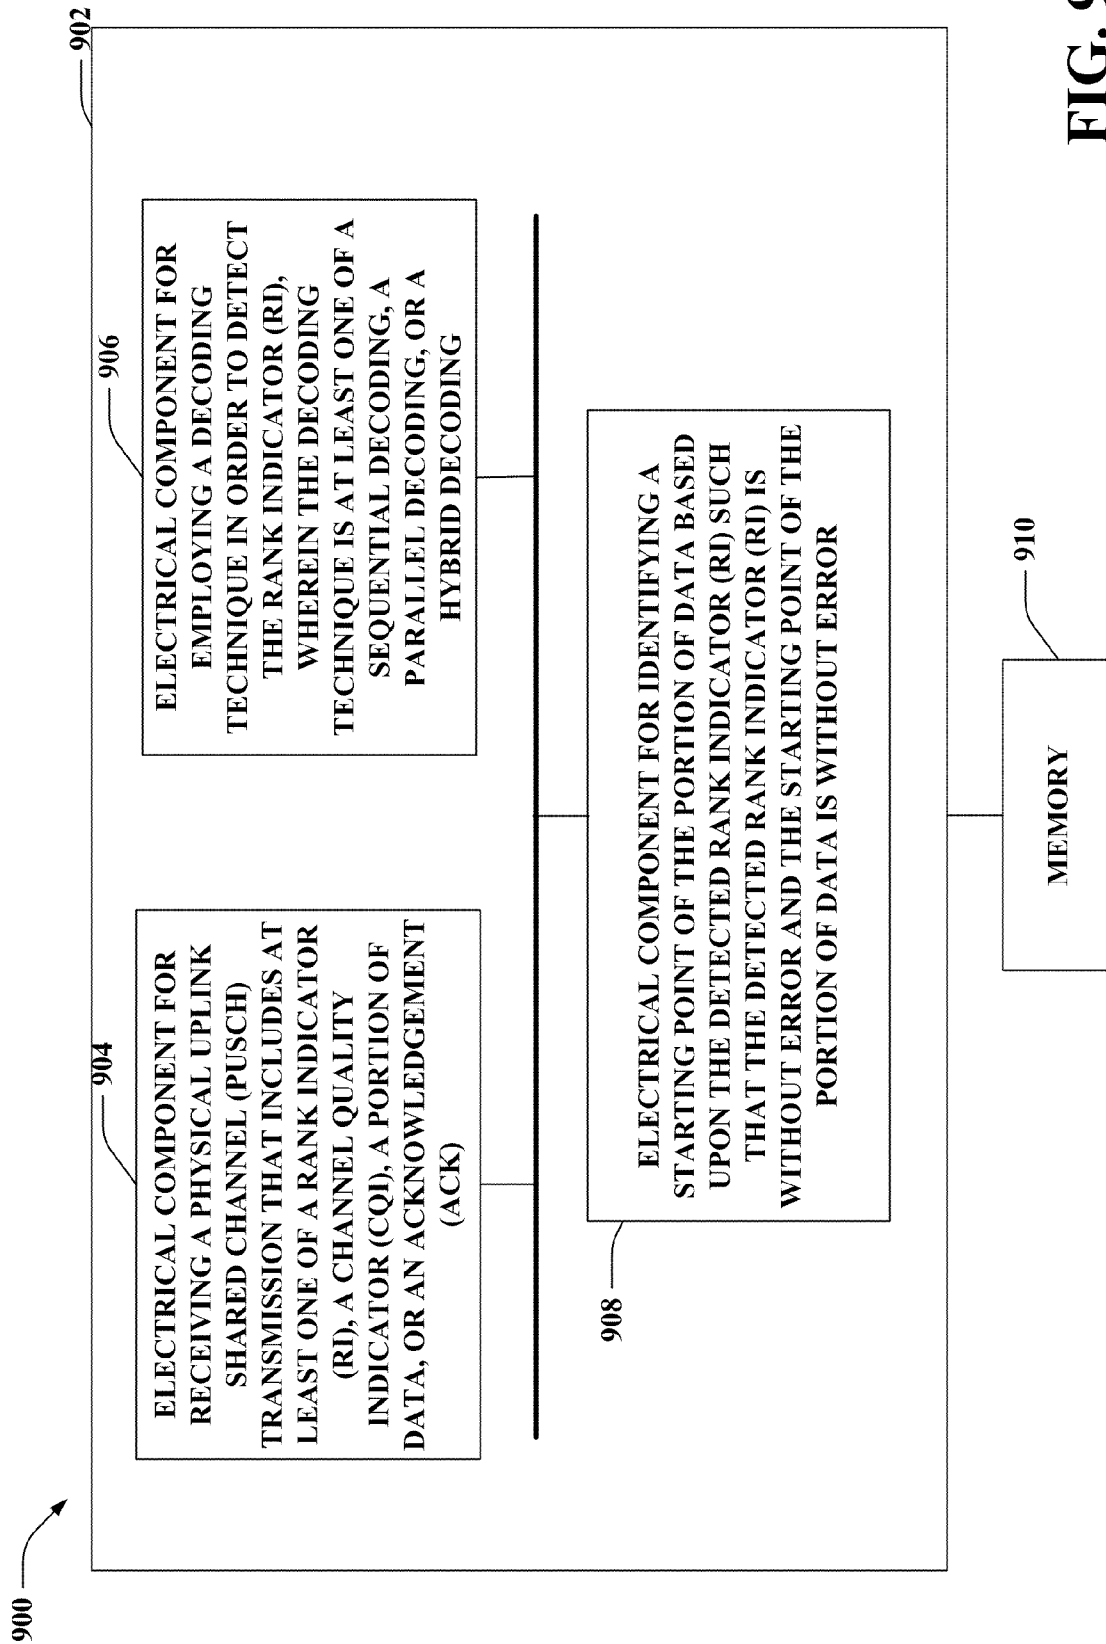 900
902
904
ELECTRICAL COMPONENT FOR
RECEIVING A PHYSICAL UPLINK
SHARED CHANNEL (PUSCH)
TRANSMISSION THAT INCLUDES AT
LEAST ONE OF A RANK INDICATOR
(RI), A CHANNEL QUALITY
INDICATOR (CQI), A PORTION OF
DATA, OR AN ACKNOWLEDGEMENT
(ACK)
906
ELECTRICAL COMPONENT FOR
EMPLOYING A DECODING
TECHNIQUE IN ORDER TO DETECT
THE RANK INDICATOR (RI),
WHEREIN THE DECODING
TECHNIQUE IS AT LEAST ONE OF A
SEQUENTIAL DECODING, A
PARALLEL DECODING, OR A
HYBRID DECODING
908
ELECTRICAL COMPONENT FOR IDENTIFYING A
STARTING POINT OF THE PORTION OF DATA BASED
UPON THE DETECTED RANK INDICATOR (RI) SUCH
THAT THE DETECTED RANK INDICATOR (RI) IS
WITHOUT ERROR AND THE STARTING POINT OF THE
PORTION OF DATA IS WITHOUT ERROR
910
MEMORY
FIG. 9